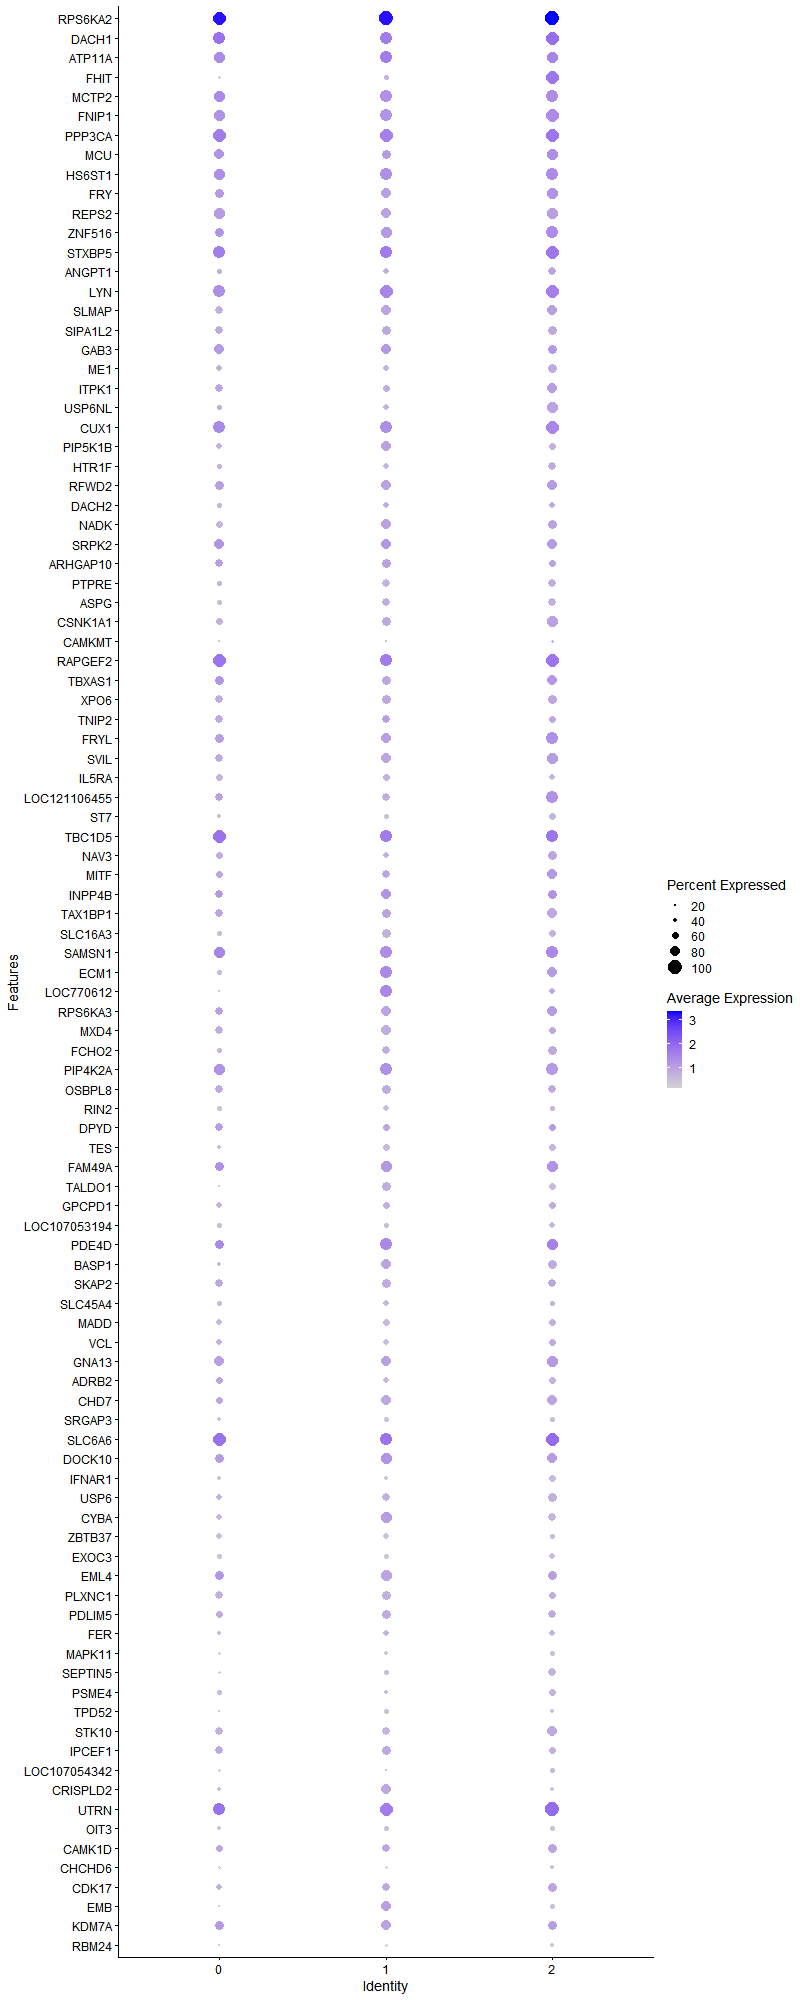 RPS6KA2
DACH1
ATP11A
FHIT
MCTP2
FNIP1
PPP3CA
MCU
HS6ST1
FRY
REPS2
ZNF516
STXBP5
ANGPT1
LYN
SLMAP
SIPA1L2
GAB3
ME1
ITPK1
USP6NL
CUX1
PIP5K1B
HTR1F
RFWD2
DACH2
NADK
SRPK2
ARHGAP10
PTPRE
ASPG
CSNK1A1
CAMKMT
RAPGEF2
TBXAS1
XPO6
TNIP2
FRYL
SVIL
IL5RA
LOC121106455
ST7
TBC1D5
NAV3
MITF
INPP4B
TAX1BP1
SLC16A3
SAMSN1
ECM1
LOC770612
RPS6KA3
MXD4
FCHO2
PIP4K2A
OSBPL8
RIN2
DPYD
TES
FAM49A
TALDO1
GPCPD1
LOC107053194
PDE4D
BASP1
SKAP2
SLC45A4
MADD
VCL
GNA13
ADRB2
CHD7
SRGAP3
SLC6A6
DOCK10
IFNAR1
USP6
CYBA
ZBTB37
EXOC3
EML4
PLXNC1
PDLIM5
FER
MAPK11
SEPTIN5
PSME4
TPD52
STK10
IPCEF1
LOC107054342
CRISPLD2
UTRN
OIT3
CAMK1D
CHCHD6
CDK17
EMB
KDM7A
RBM24
Features
0 1 2
Identity
Percent Expressed
20
40
60
80
100
Average Expression
3
2
1